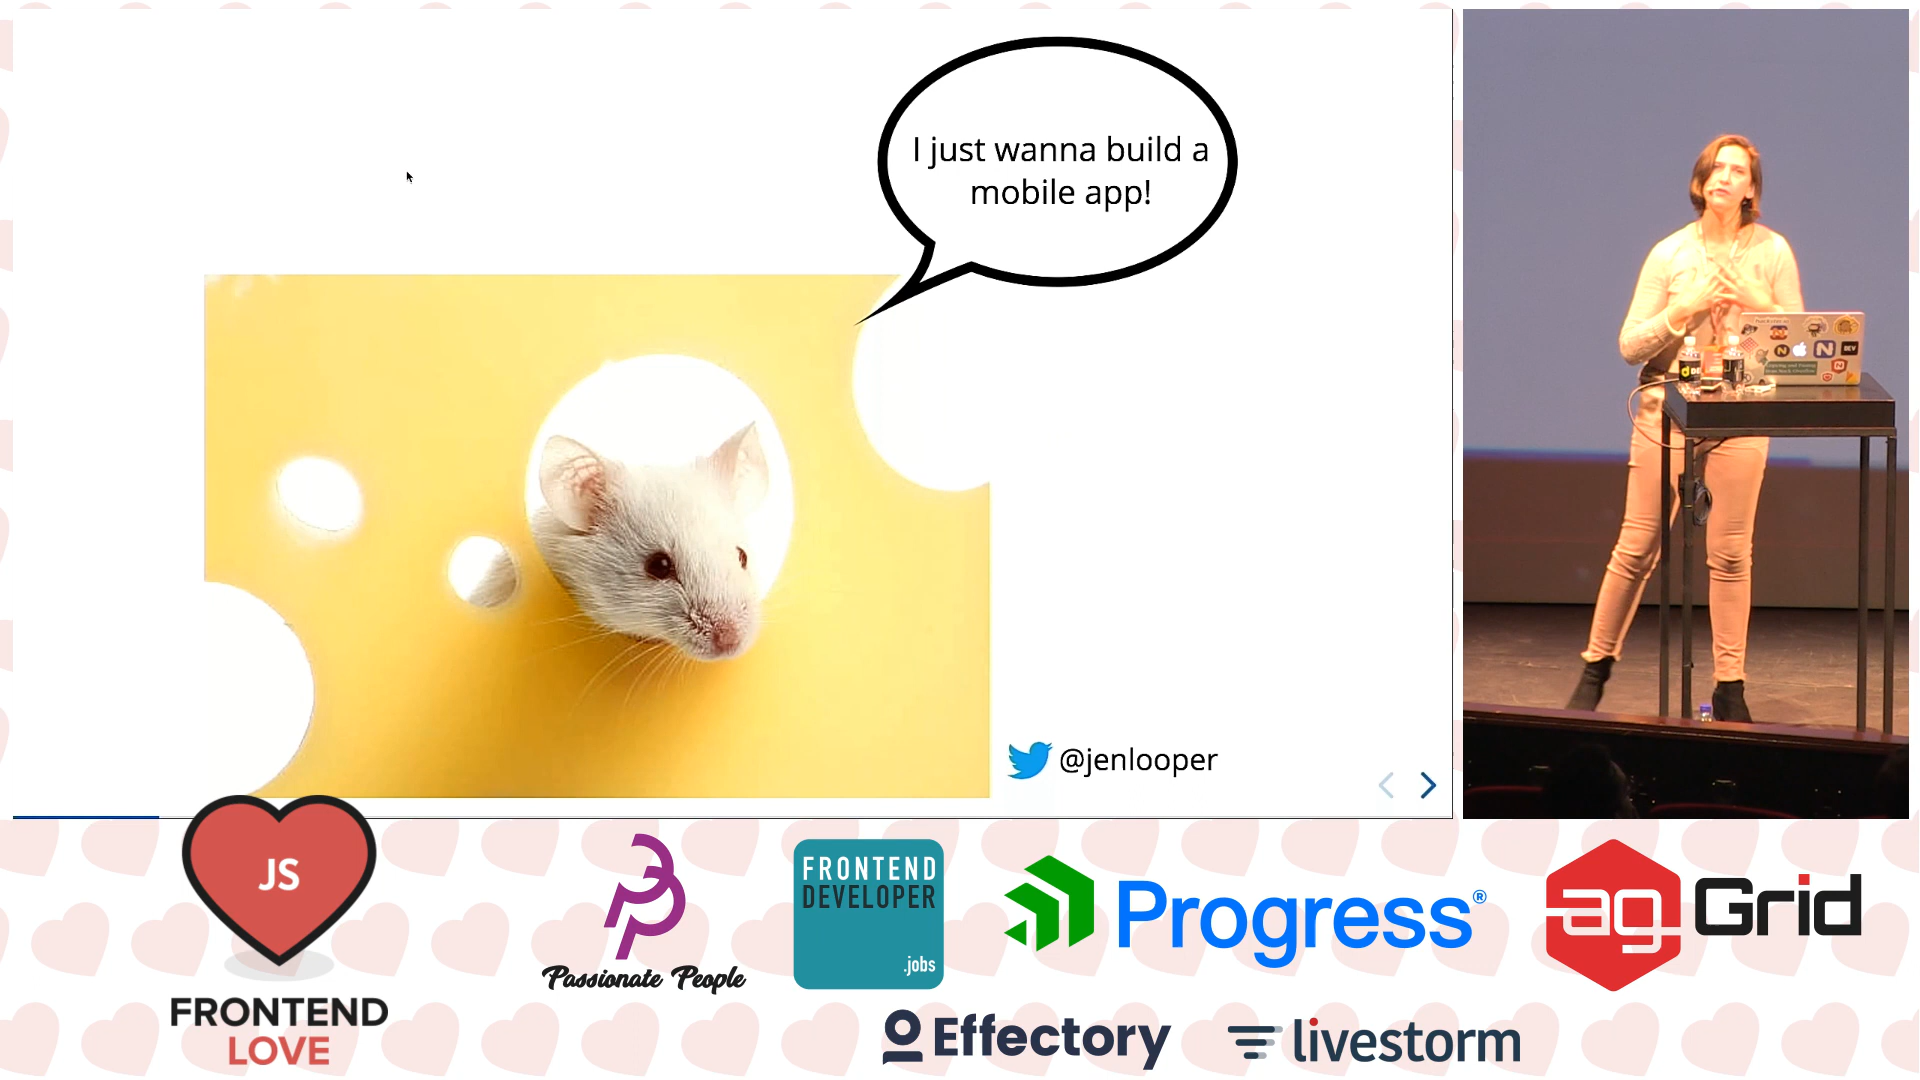 I just wanna build a
mobile app!
@jenlooper
JS
FRONTEND
LOVE
Passionate People
FRONTEND
DEVELOPER
.jobs
Progress®
ag Grid
Effectory
livestorm
N
N
DEV